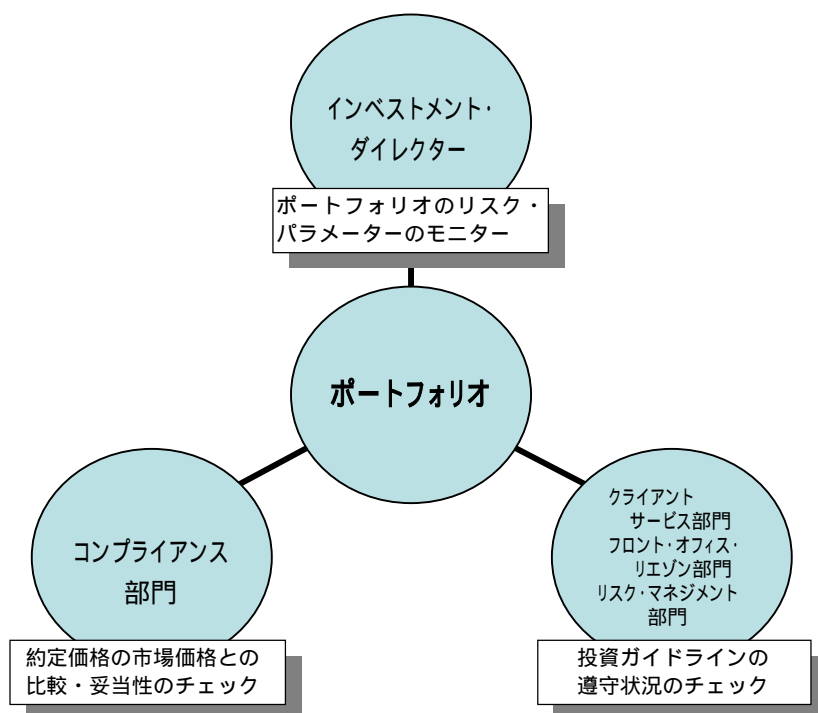 インベストメント・
ダイレクター
ポートフォリオのリスク・
パラメーターのモニター
ポートフォリオ
コンプライアンス
部門
約定価格の市場価格との
比較・妥当性のチェック
クライアント
サービス部門
フロント・オフィス・
リエゾン部門
リスク・マネジメント
部門
投資ガイドラインの
遵守状況のチェック